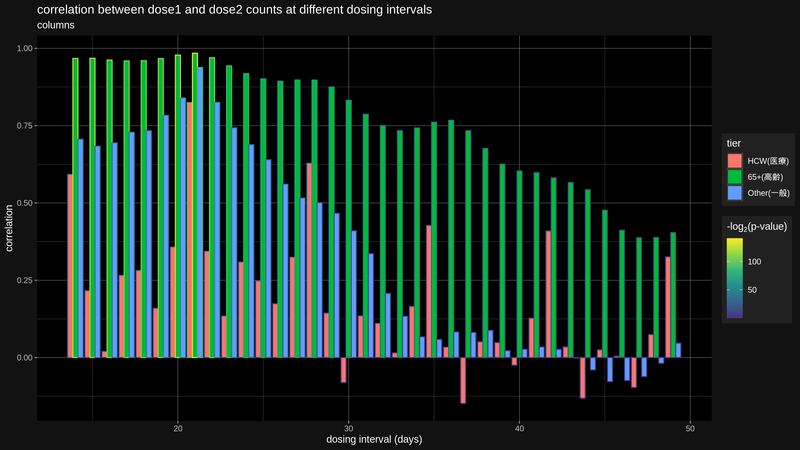 correlation between dose1 and dose2 counts at different dosing intervals
columns
1.00
0.75
0.50
0.25
0.00
correlation
20
30
40
50
dosing interval (days)
tier
HCW(医療)
65+(高齢)
Other(一般)
-log2(p-value)
100
50